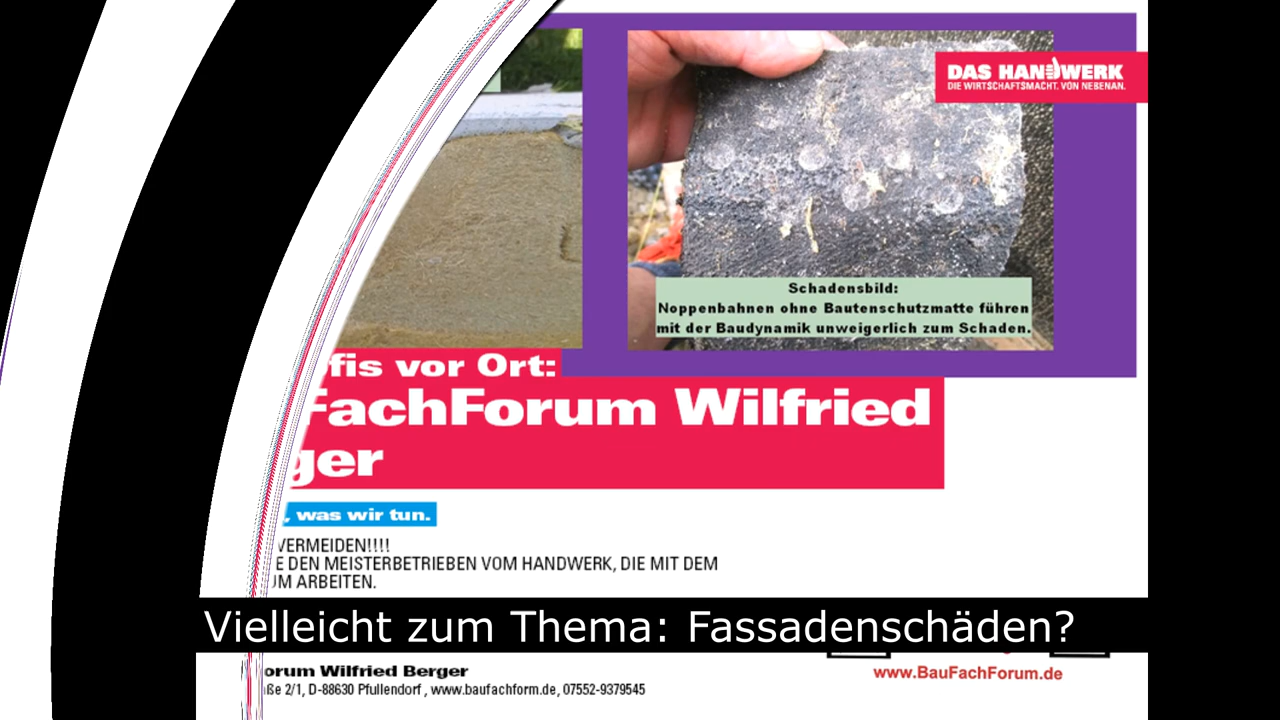 DAS HANDWERK
DIE WIRTSCHAFTSMACHT. VON NEBENAN.
Schadensbild:
Noppenbahnen ohne Bautenschutzmatte führen
mit der Baudynamik unweigerlich zum Schaden.
fis vor Ort:
FachForum Wilfried
ger
, was wir tun.
VERMEIDEN!!!!
E DEN MEISTERBETRIEBEN VOM HANDWERK, DIE MIT DEM
UM ARBEITEN.
Vielleicht zum Thema: Fassadenschäden?
orum Wilfried Berger
ße 2/1, D-88630 Pfullendorf , www.baufachform.de, 07552-9379545
www.BauFachForum.de